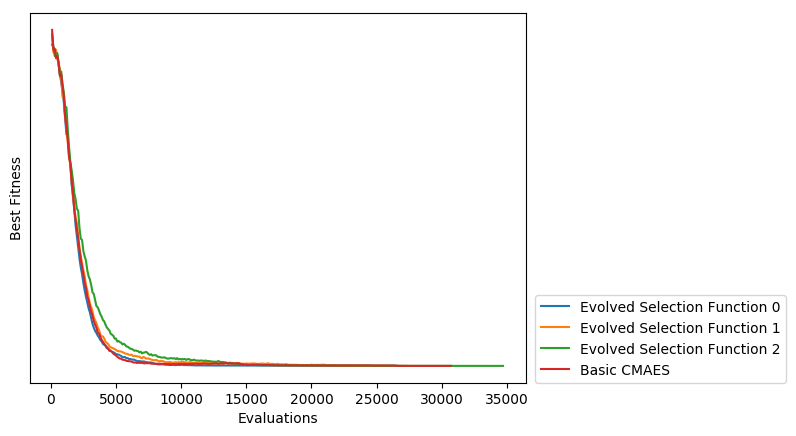 Best Fitness
0 5000 10000 15000 20000 25000 30000 35000
Evaluations
Evolved Selection Function 0
Evolved Selection Function 1
Evolved Selection Function 2
Basic CMAES